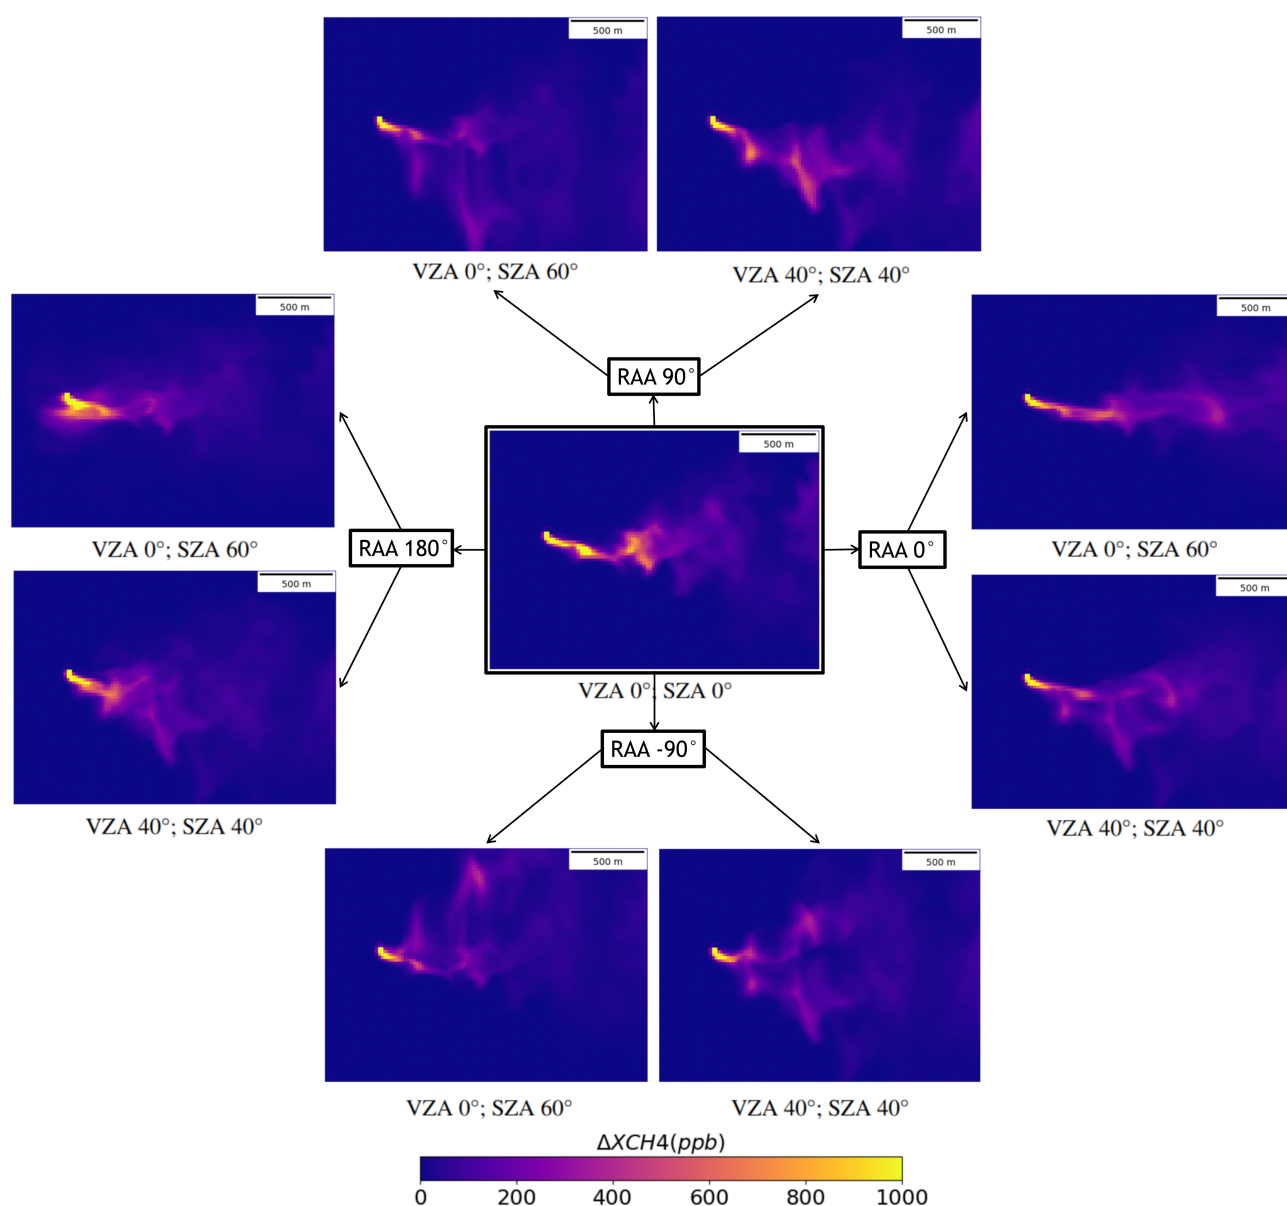 500 m
500 m
VZA 0°; SZA 60°
VZA 40°; SZA 40°
500 m
500 m
RAA 90°
500 m
RAA 180°
RAA 0°
VZA 0°; SZA 60°
VZA 0°; SZA 60°
500 m
500 m
VZA 0°; SZA 0°
RAA -90°
VZA 40°; SZA 40°
VZA 40°; SZA 40°
500 m
500 m
VZA 0°; SZA 60°
VZA 40°; SZA 40°
ΔXCH4(ppb)
0 200 400 600 800 1000